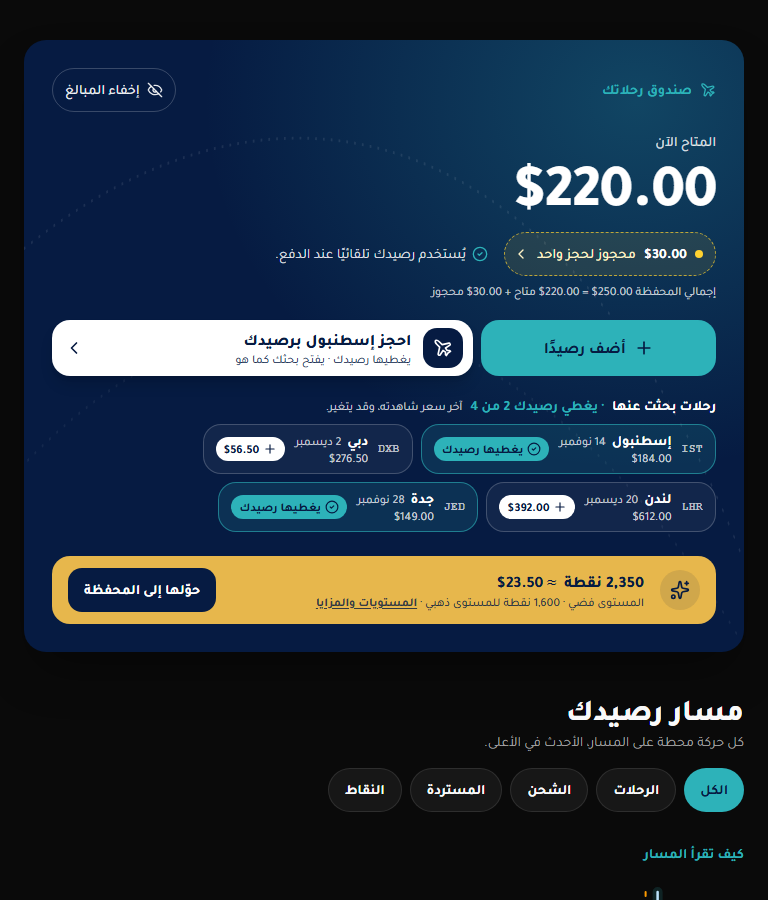 صندوق رحلاتك
إخفاء المبالغ
المتاح الآن
$220.00
$30.00 محجوز لحجز واحد
يُستخدم رصيدك تلقائيًا عند الدفع.
إجمالي المحفظة $250.00 = $220.00 متاح + $30.00 محجوز
أضف رصيدًا
احجز إسطنبول برصيدك
يغطيها رصيدك · يفتح بحثك كما هو
رحلات بحثت عنها · يغطي رصيدك 2 من 4 آخر سعر شاهدته، وقد يتغير.
IST إسطنبول 14 نوفمبر
$184.00
يغطيها رصيدك
DXB دبي 2 ديسمبر
$276.50
+ $56.50
LHR لندن 20 ديسمبر
$612.00
+ $392.00
JED جدة 28 نوفمبر
$149.00
يغطيها رصيدك
2,350 نقطة ≈ $23.50
المستوى فضي · 1,600 نقطة للمستوى ذهبي · المستويات والمزايا
حوّلها إلى المحفظة
مسار رصيدك
كل حركة محطة على المسار، الأحدث في الأعلى.
الكل
الرحلات
الشحن
المستردة
النقاط
كيف تقرأ المسار